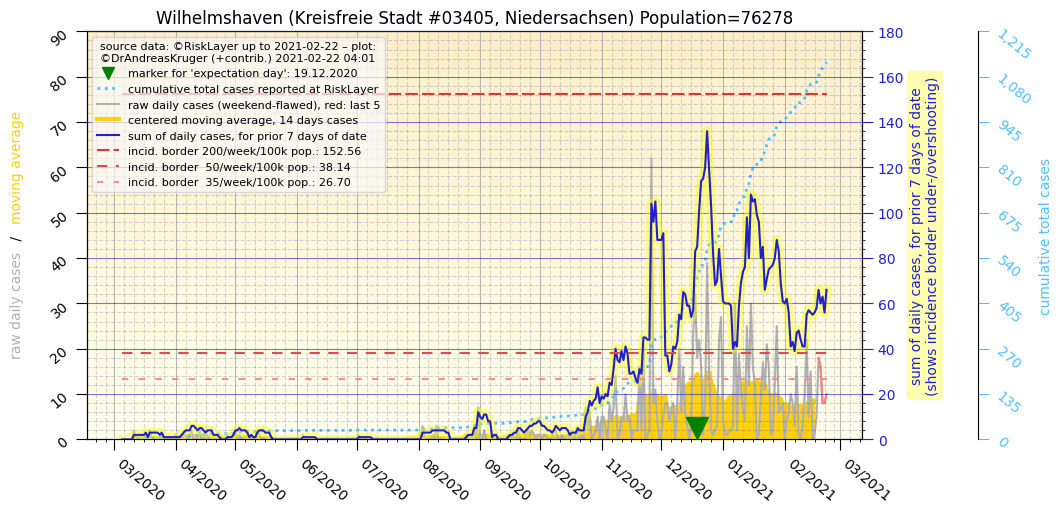 Wilhelmshaven (Kreisfreie Stadt #03405, Niedersachsen) Population=76278
source data: ©RiskLayer up to 2021-02-22 – plot:
©DrAndreasKruger (+contrib.) 2021-02-22 04:01
marker for 'expectation day': 19.12.2020
cumulative total cases reported at RiskLayer
raw daily cases (weekend-flawed), red: last 5
centered moving average, 14 days cases
sum of daily cases, for prior 7 days of date
incid. border 200/week/100k pop.: 152.56
incid. border  50/week/100k pop.: 38.14
incid. border  35/week/100k pop.: 26.70
raw daily cases / moving average
90
80
70
60
50
40
30
20
10
0
03/2020
04/2020
05/2020
06/2020
07/2020
08/2020
09/2020
10/2020
11/2020
12/2020
01/2021
02/2021
03/2021
180
160
140
120
100
80
60
40
20
0
sum of daily cases, for prior 7 days of date
(shows incidence border under-/overshooting)
1,215
1,080
945
810
675
540
405
270
135
0
cumulative total cases